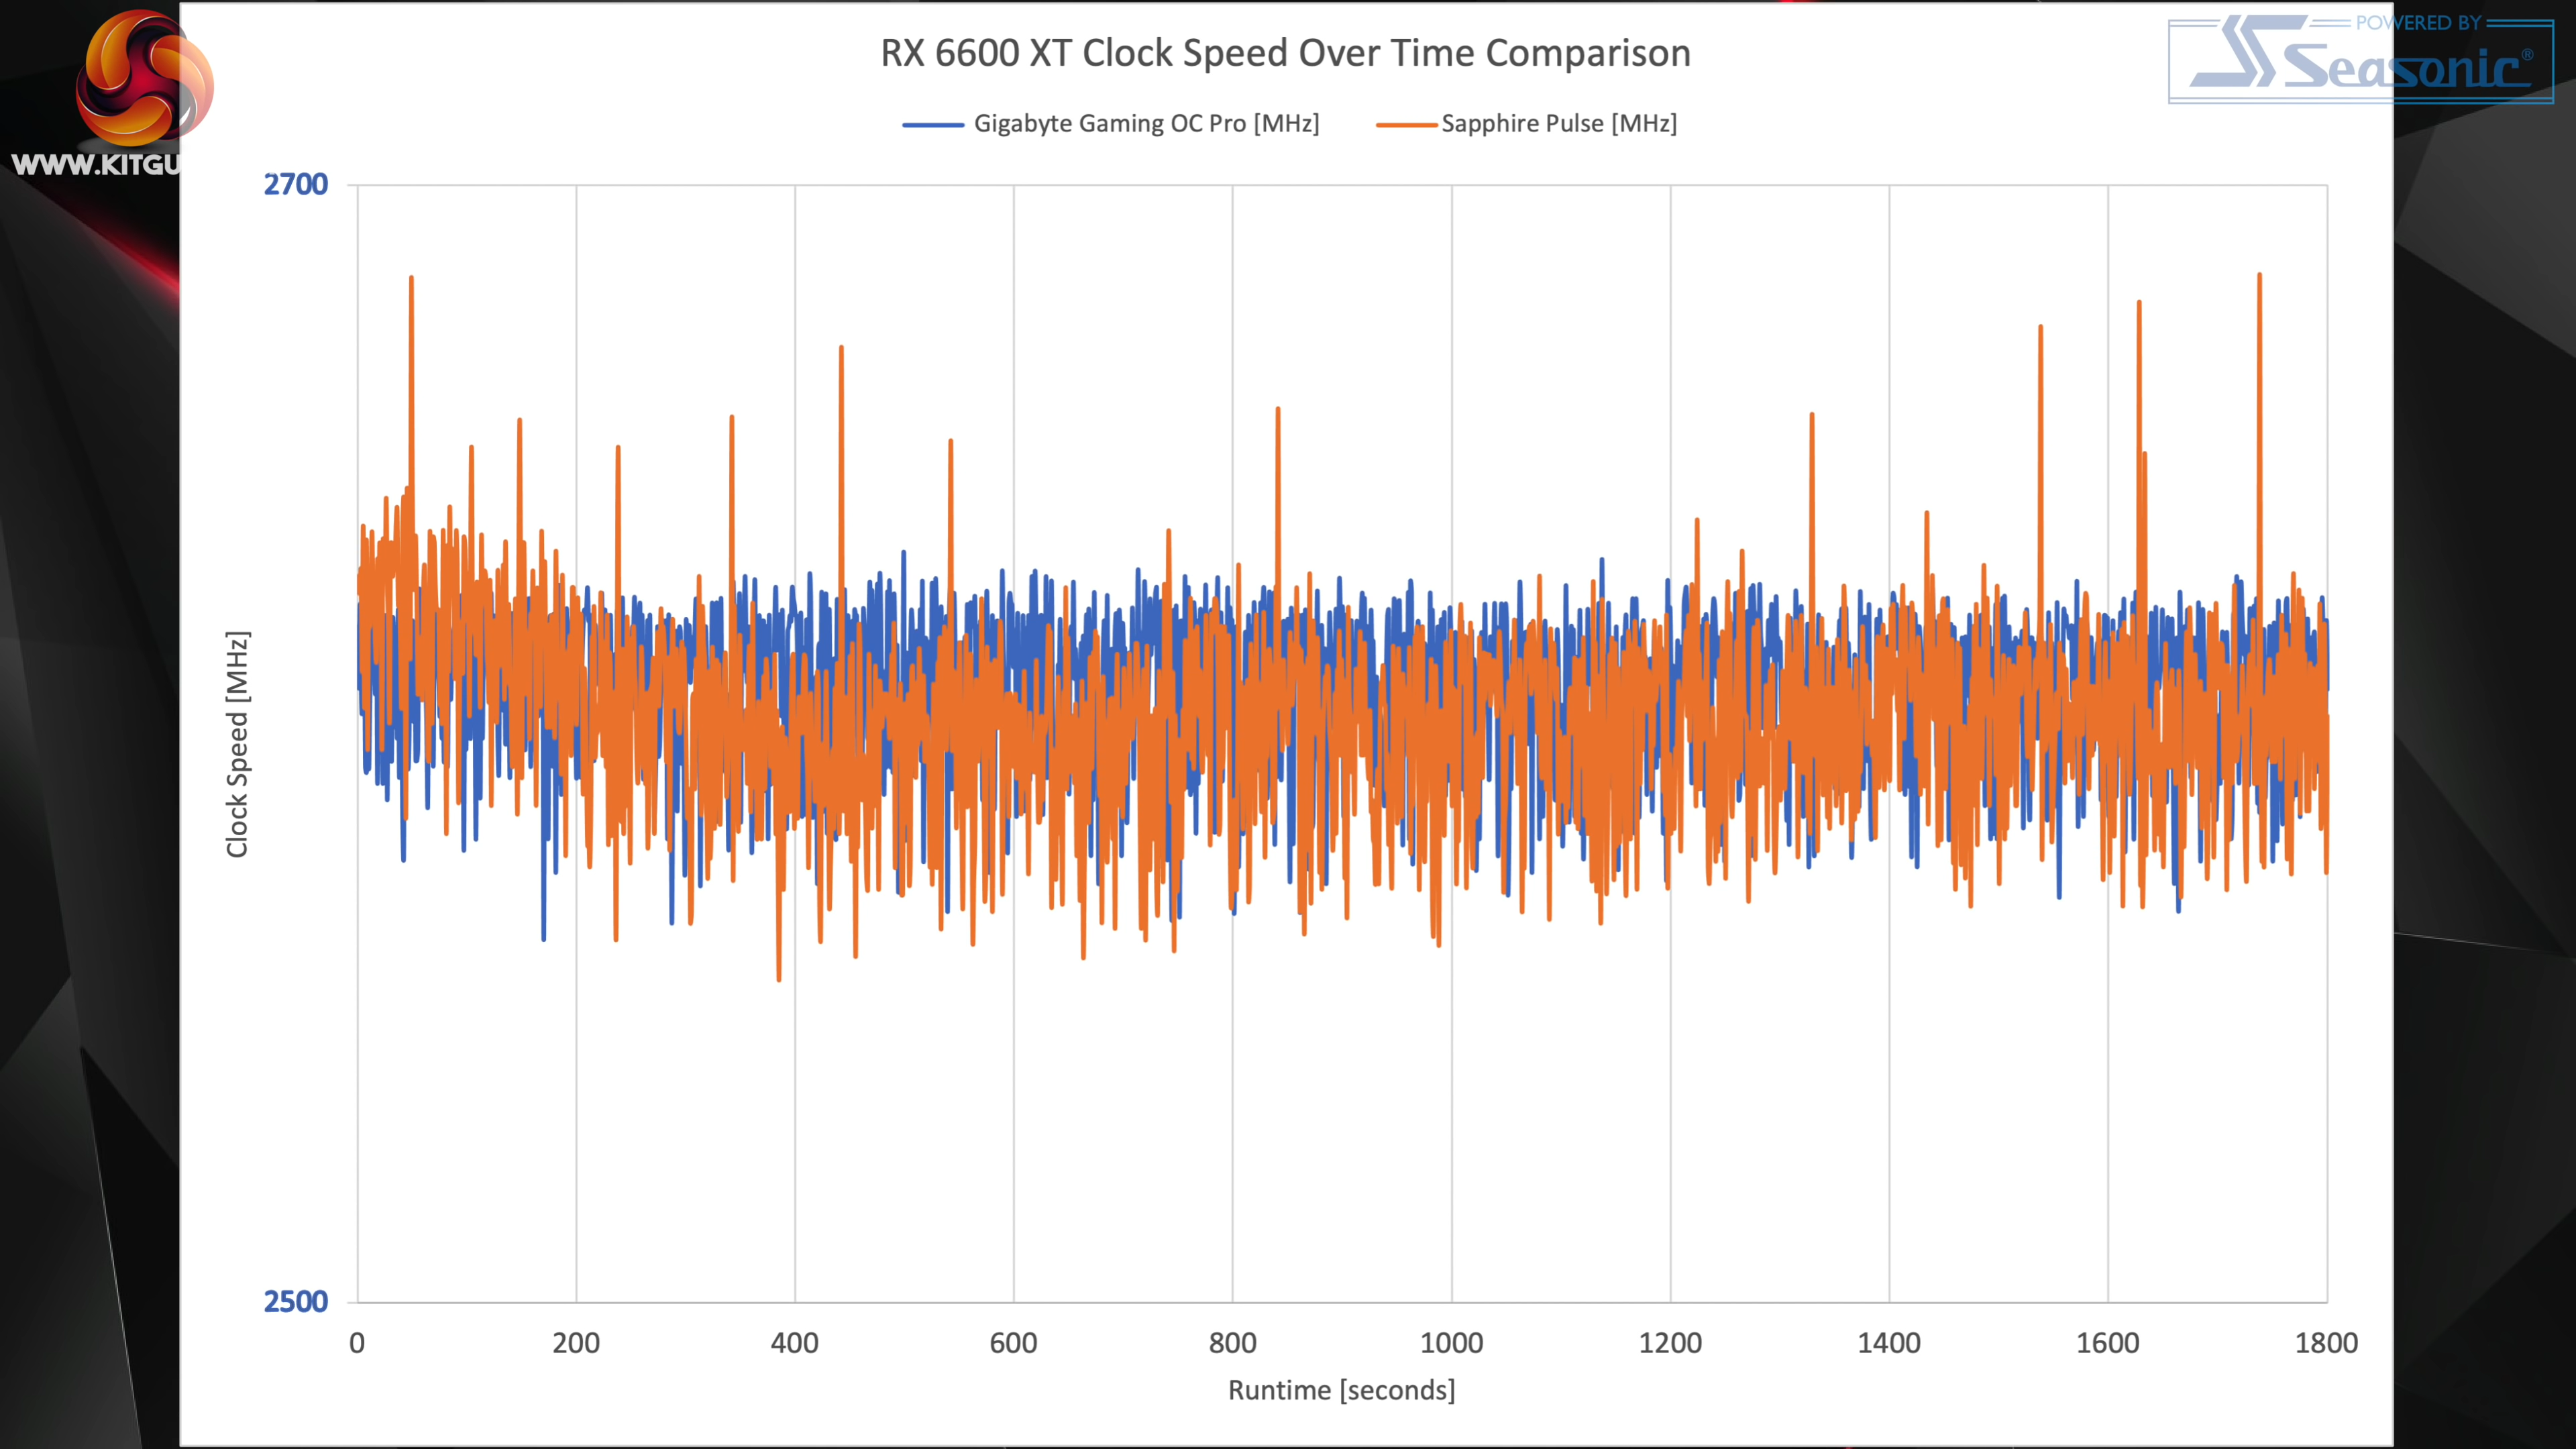 RX 6600 XT Clock Speed Over Time Comparison
POWERED BY
Seasonic®
Gigabyte Gaming OC Pro [MHz]
Sapphire Pulse [MHz]
WWW.KITGU
2700
Clock Speed [MHz]
2500
0 200 400 600 800 1000 1200 1400 1600 1800
Runtime [seconds]